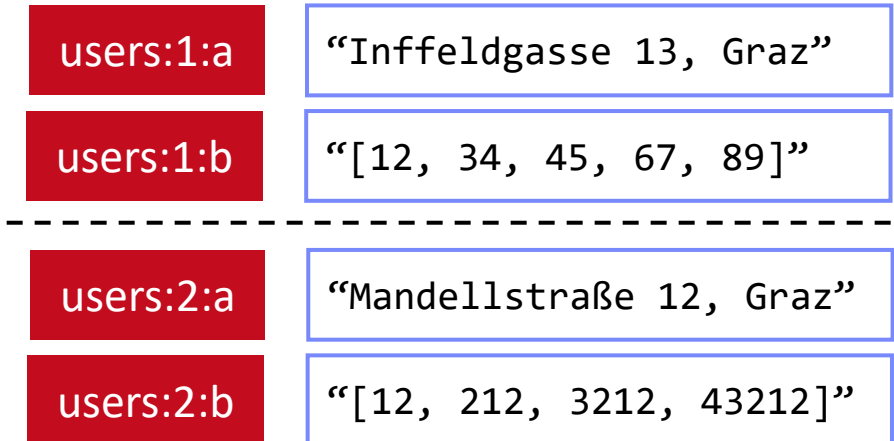 users:1:a “Inffeldgasse 13, Graz”
users:1:b “[12, 34, 45, 67, 89]”
users:2:a “Mandellstraße 12, Graz”
users:2:b “[12, 212, 3212, 43212]”